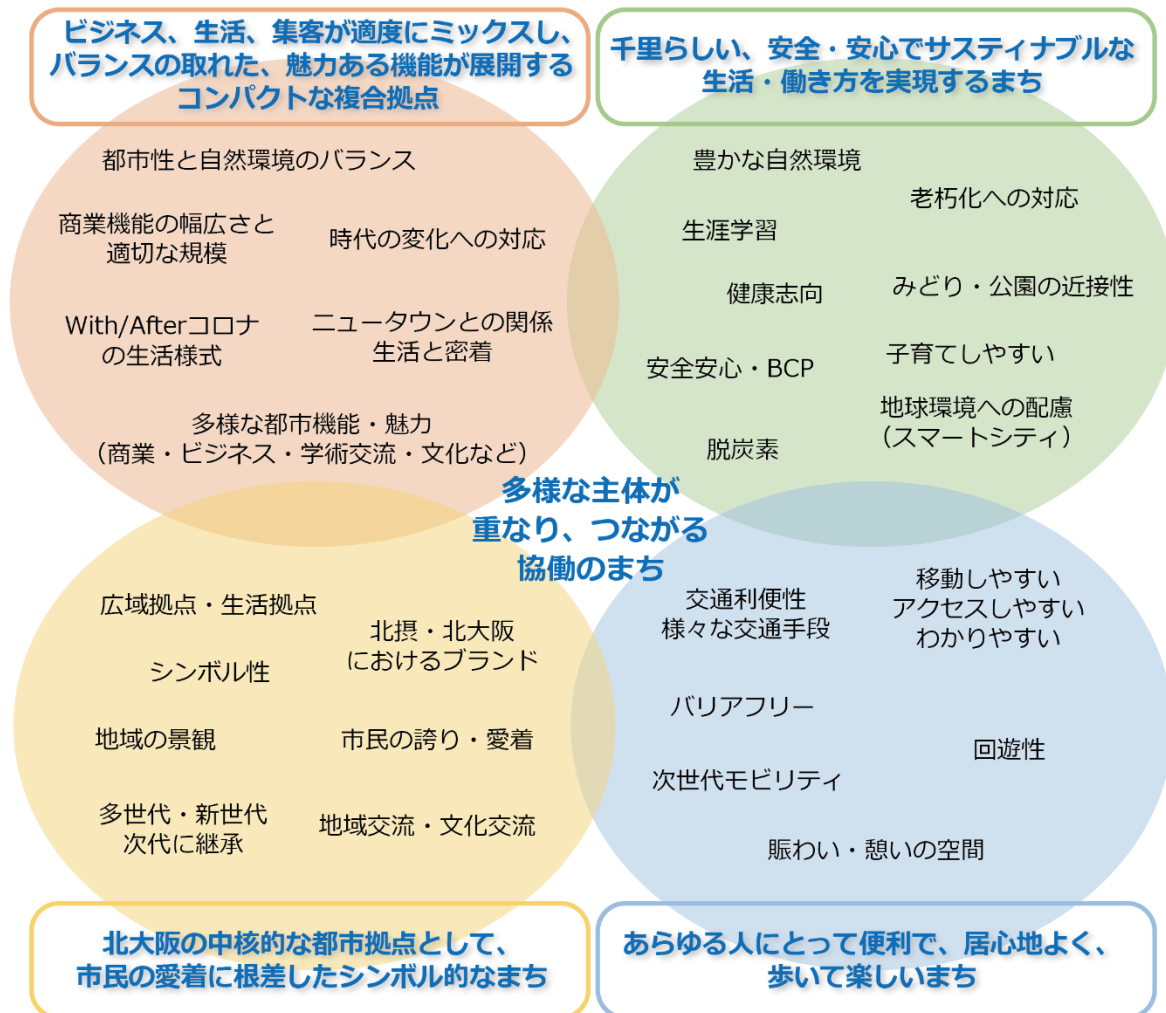 ビジネス、生活、集客が適度にミックスし、
バランスの取れた、魅力ある機能が展開する
コンパクトな複合拠点
都市性と自然環境のバランス
商業機能の幅広さと
適切な規模
時代の変化への対応
With/Afterコロナ
の生活様式
ニュータウンとの関係
生活と密着
多様な都市機能・魅力
（商業・ビジネス・学術交流・文化など）
千里らしい、安全・安心でサスティナブルな
生活・働き方を実現するまち
豊かな自然環境
老朽化への対応
生涯学習
健康志向
みどり・公園の近接性
安全安心・BCP
子育てしやすい
地球環境への配慮
（スマートシティ）
脱炭素
多様な主体が
重なり、つながる
協働のまち
広域拠点・生活拠点
北摂・北大阪
におけるブランド
シンボル性
地域の景観
市民の誇り・愛着
多世代・新世代
次代に継承
地域交流・文化交流
北大阪の中核的な都市拠点として、
市民の愛着に根差したシンボル的なまち
交通利便性
様々な交通手段
移動しやすい
アクセスしやすい
わかりやすい
バリアフリー
回遊性
次世代モビリティ
賑わい・憩いの空間
あらゆる人にとって便利で、居心地よく、
歩いて楽しいまち